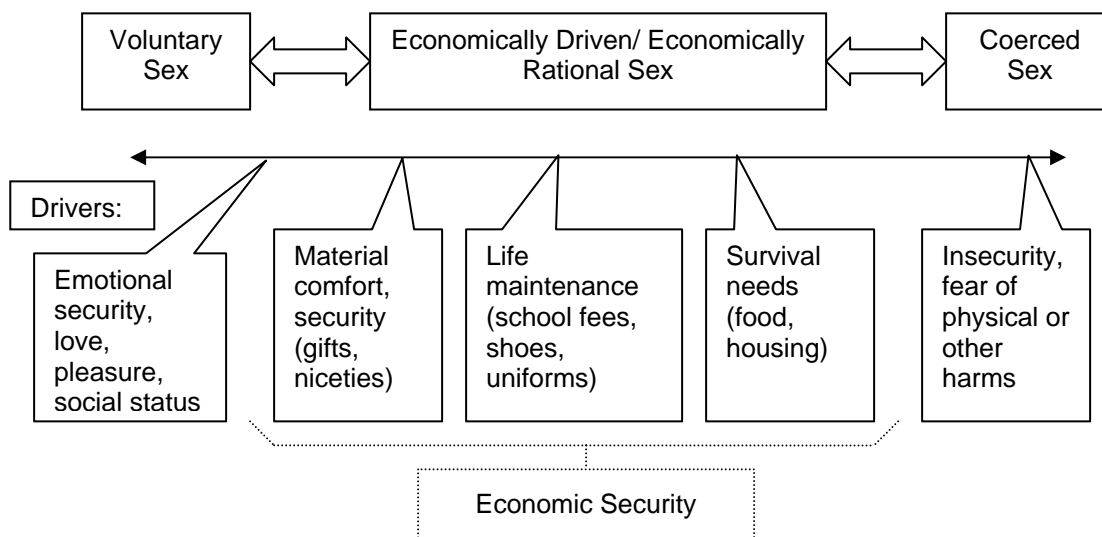 Voluntary
Sex
Economically Driven/ Economically
Rational Sex
Coerced
Sex
Drivers:
Emotional
security,
love,
pleasure,
social status
Material
comfort,
security
(gifts,
niceties)
Life
maintenance
(school fees,
shoes,
uniforms)
Survival
needs
(food,
housing)
Insecurity,
fear of
physical or
other
harms
Economic Security